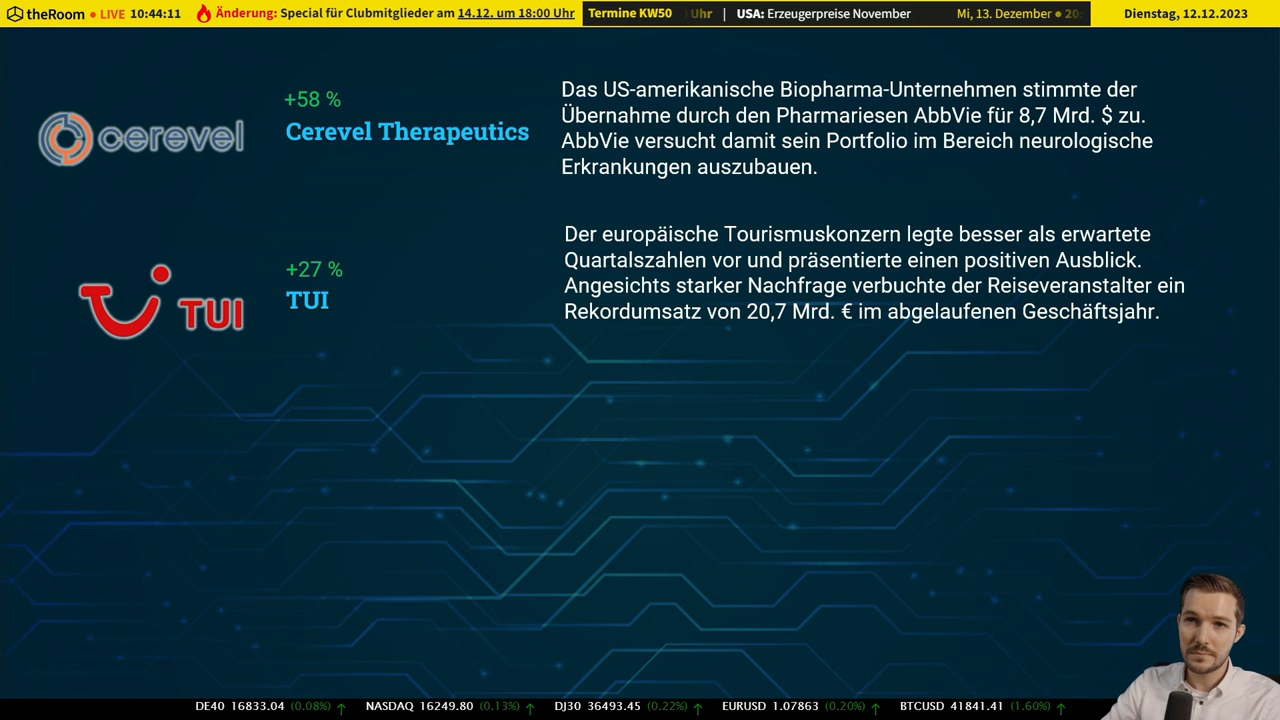 theRoom ● LIVE 10:44:11
Änderung: Special für Clubmitglieder am 14.12. um 18:00 Uhr
Termine KW50
Uhr | USA: Erzeugerpreise November Mi, 13. Dezember ● 20
Dienstag, 12.12.2023
cerevel
+58 %
Cerevel Therapeutics
Das US-amerikanische Biopharma-Unternehmen stimmte der
Übernahme durch den Pharmariesen AbbVie für 8,7 Mrd. $ zu.
AbbVie versucht damit sein Portfolio im Bereich neurologische
Erkrankungen auszubauen.
TUI
+27 %
TUI
Der europäische Tourismuskonzern legte besser als erwartete
Quartalszahlen vor und präsentierte einen positiven Ausblick.
Angesichts starker Nachfrage verbuchte der Reiseveranstalter ein
Rekordumsatz von 20,7 Mrd. € im abgelaufenen Geschäftsjahr.
DE40 16833.04 (0.08%) ↑ NASDAQ 16249.80 (0.13%) ↑ DJ30 36493.45 (0.22%) ↑ EURUSD 1.07863 (0.20%) ↑ BTCUSD 41841.41 (1.60%) ↑